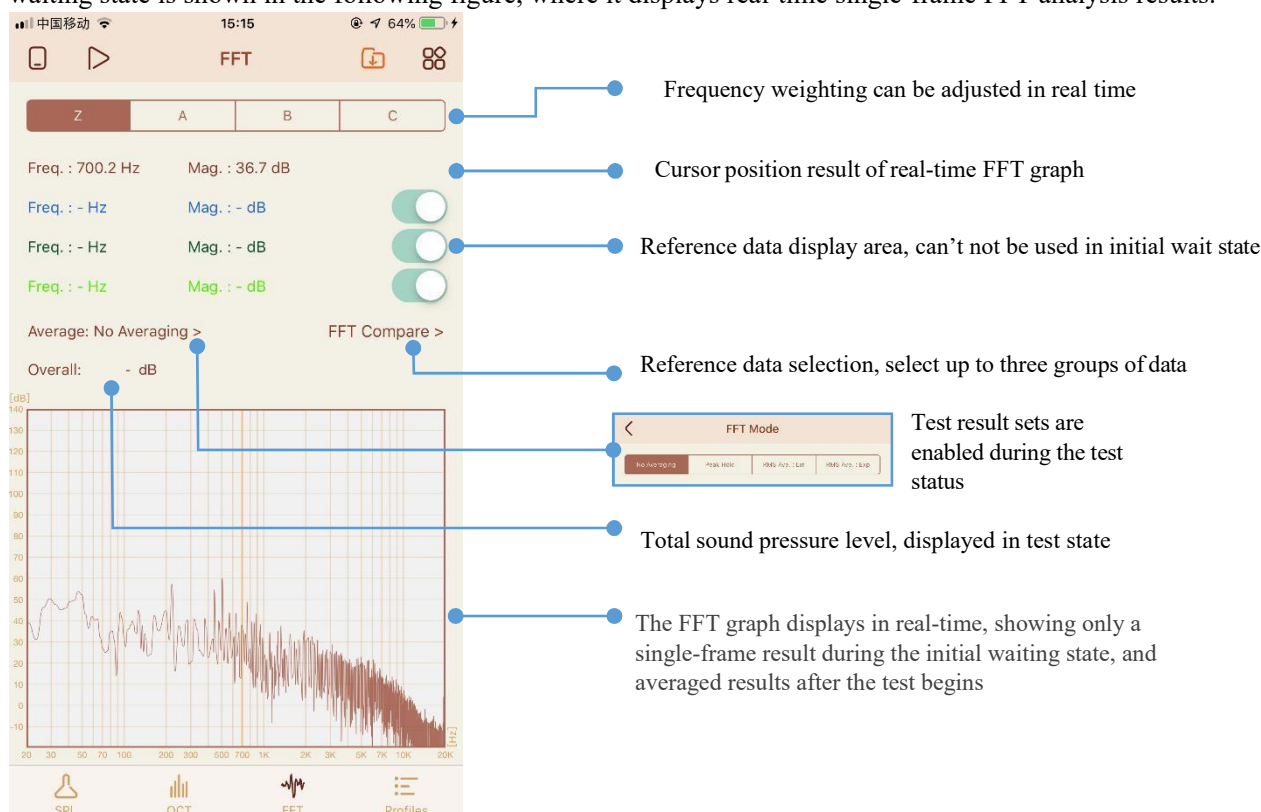 waiting state is shown in the following figure, where it displays real-time single-frame FFT analysis results.
中国移动 15:15 64%
FFT
Z A B C
Frequency weighting can be adjusted in real time
Freq. : 700.2 Hz Mag. : 36.7 dB
Cursor position result of real-time FFT graph
Freq. : - Hz Mag. : - dB
Freq. : - Hz Mag. : - dB
Reference data display area, can't not be used in initial wait state
Freq. : - Hz Mag. : - dB
Average: No Averaging > FFT Compare >
Reference data selection, select up to three groups of data
Overall: - dB
FFT Mode
No Averaging Peak Hold RMS Ave. : Lin RMS Ave. : Exp
Test result sets are
enabled during the test
status
Total sound pressure level, displayed in test state
The FFT graph displays in real-time, showing only a
single-frame result during the initial waiting state, and
averaged results after the test begins
[dB]
140
130
120
110
100
90
80
70
60
50
40
30
20
10
0
-10
[Hz]
20 30 50 70 100 200 300 500 700 1K 2K 3K 5K 7K 10K 20K
SPL OCT FFT Profiles